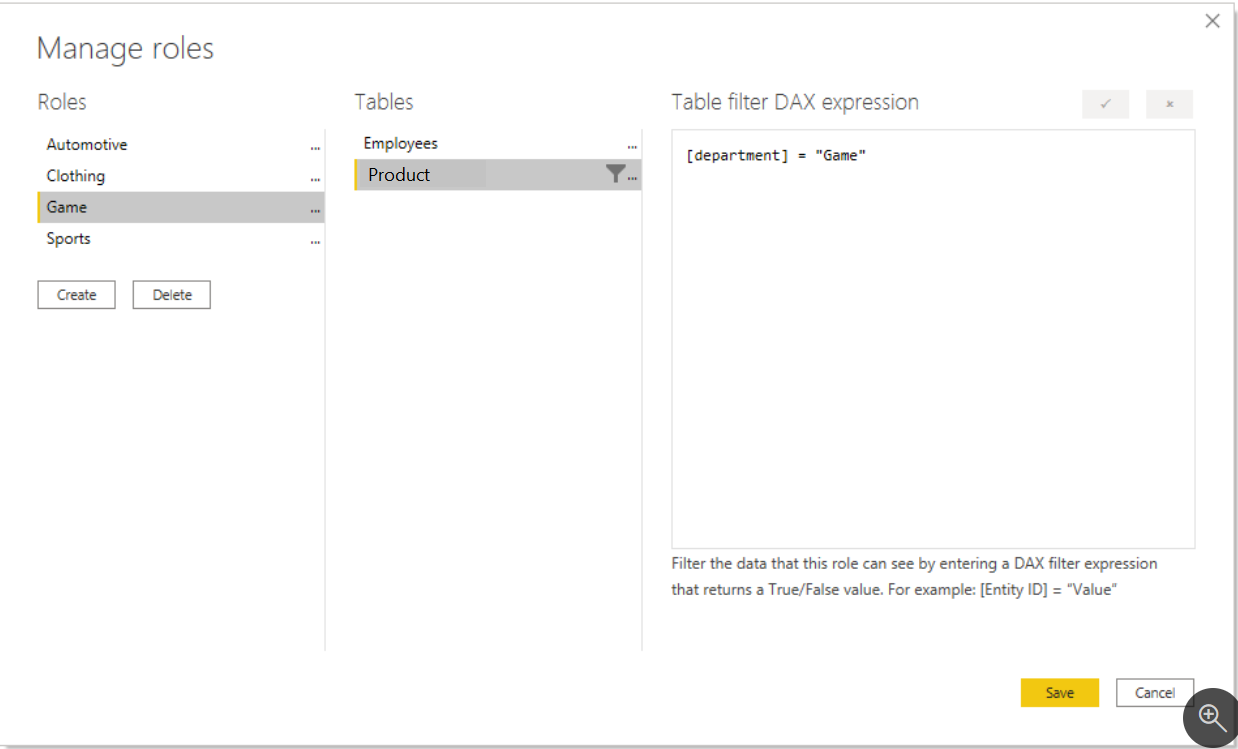 Manage roles
Roles
Automotive ...
Clothing ...
Game ...
Sports ...
Create Delete
Tables
Employees ...
Product ...
Table filter DAX expression
[department] = "Game"
Filter the data that this role can see by entering a DAX filter expression
that returns a True/False value. For example: [Entity ID] = “Value”
Save Cancel